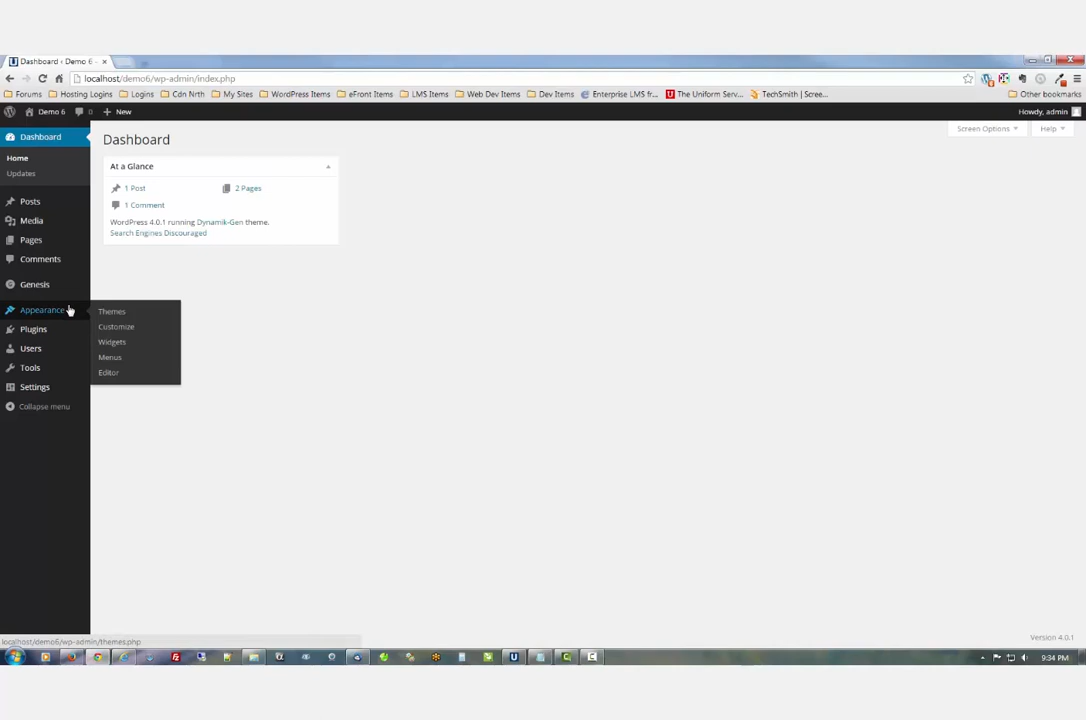 Dashboard ‹ Demo 6 -
localhost/demo6/wp-admin/index.php
Forums
Hosting Logins
Logins
Cdn Nrth
My Sites
WordPress Items
eFront Items
LMS Items
Web Dev Items
Dev Items
Enterprise LMS fr...
The Uniform Serv...
TechSmith | Scree...
Other bookmarks
Demo 6
0
New
Howdy, admin
Dashboard
Home
Updates
Posts
Media
Pages
Comments
Genesis
Appearance
Plugins
Users
Tools
Settings
Collapse menu
Themes
Customize
Widgets
Menus
Editor
Dashboard
Screen Options
Help
At a Glance
1 Post
2 Pages
1 Comment
WordPress 4.0.1 running Dynamik-Gen theme.
Search Engines Discouraged
Version 4.0.1
localhost/demo6/wp-admin/themes.php
9:34 PM